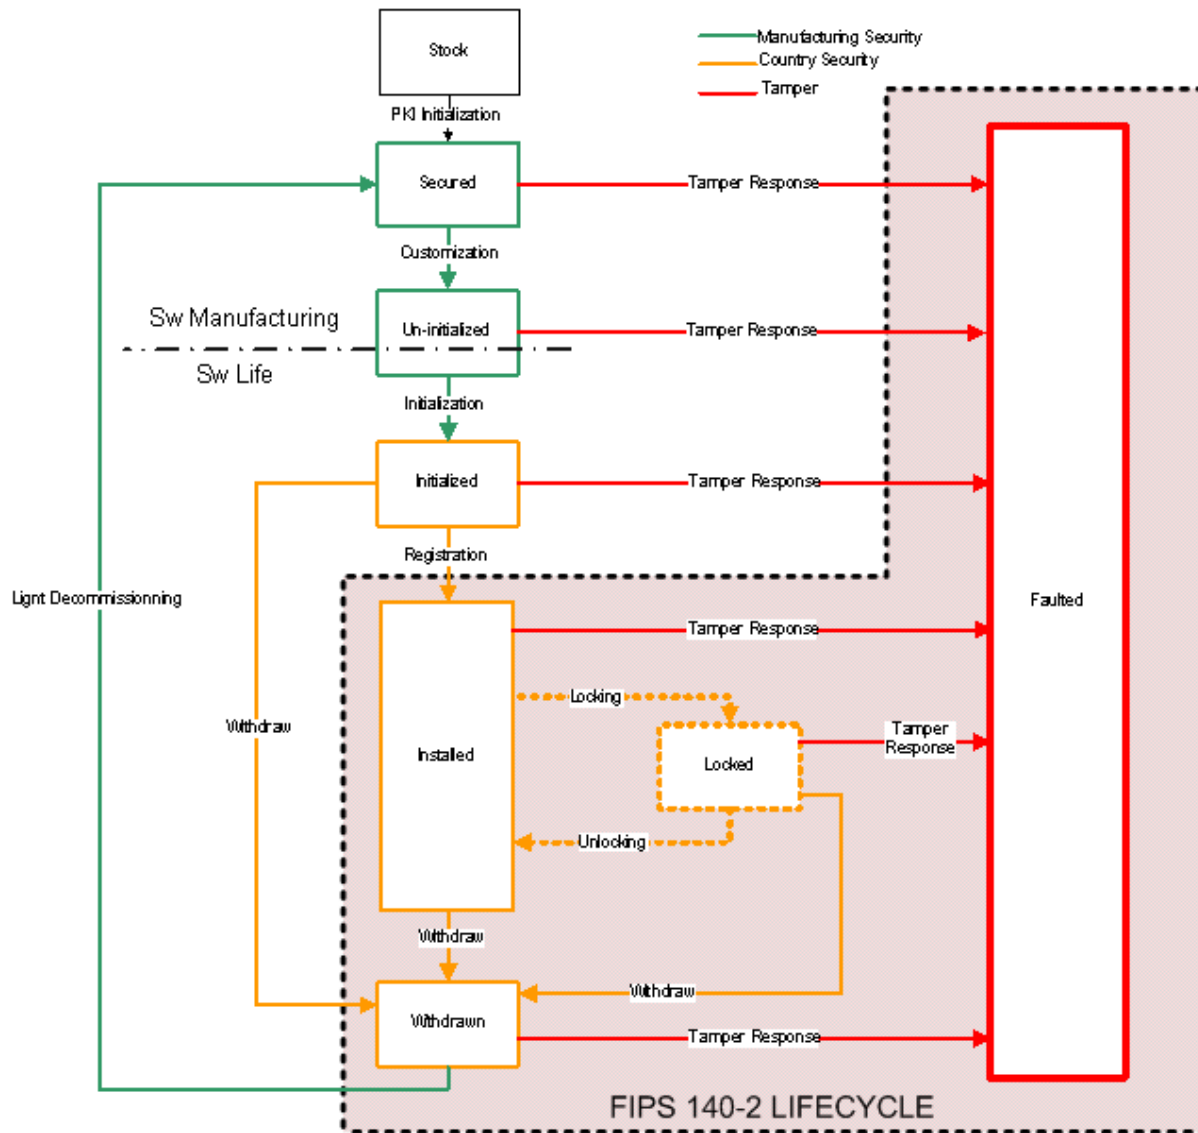 Stock
Manufacturing Security
Country Security
Tamper
PKI Initialization
Secured
Tamper Response
Customization
Sw Manufacturing
Un-initialized
Tamper Response
Sw Life
Initialization
Initialized
Tamper Response
Registration
Lignt Decommissionning
Faulted
Tamper Response
Locking
Withdraw
Installed
Locked
Tamper
Response
Unlocking
Withdraw
Withdraw
Withdrawn
Tamper Response
FIPS 140-2 LIFECYCLE